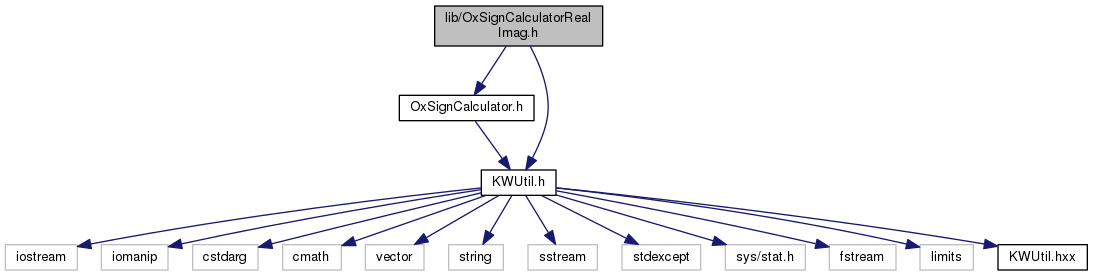 lib/OxSignCalculatorReal
Imag.h
OxSignCalculator.h
KWUtil.h
iostream
iomanip
cstdarg
cmath
vector
string
sstream
stdexcept
sys/stat.h
fstream
limits
KWUtil.hxx